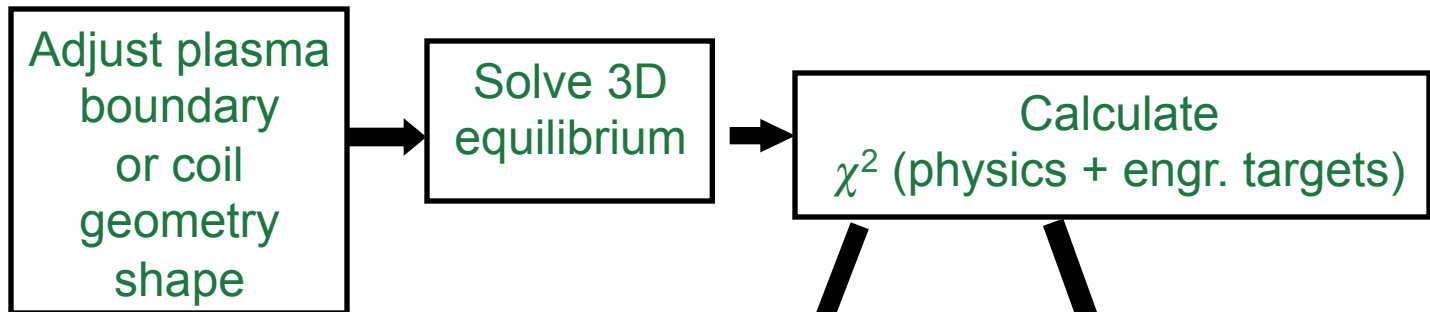 Adjust plasma
boundary
or coil
geometry
shape
Solve 3D
equilibrium
Calculate
χ² (physics + engr. targets)